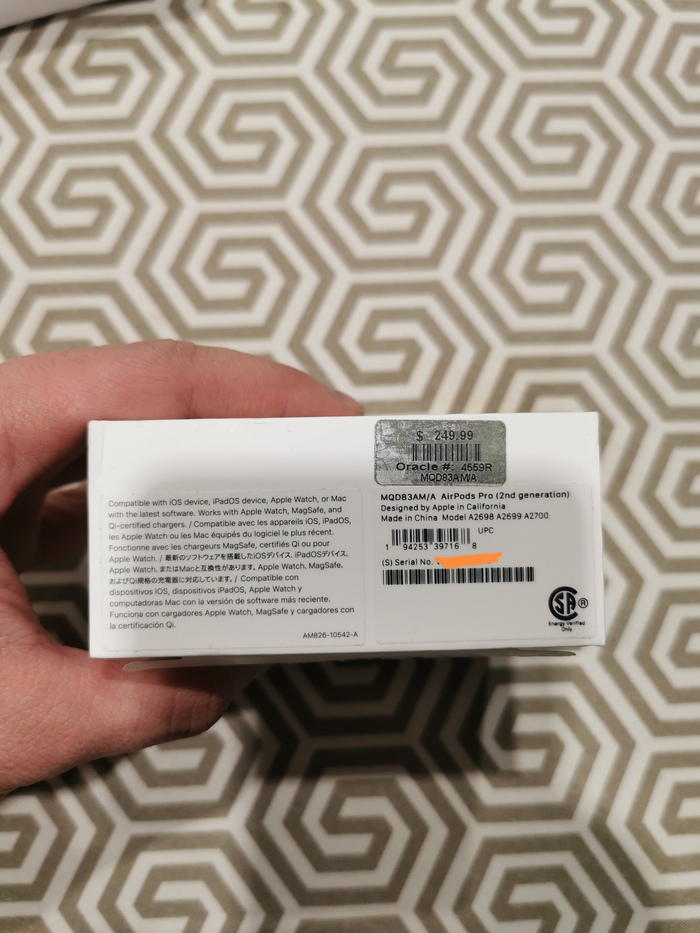 $ 249.99
Oracle #: 4559R
MQD83AM/A
Compatible with iOS device, iPadOS device, Apple Watch, or Mac
with the latest software. Works with Apple Watch, MagSafe, and
Qi-certified chargers. / Compatible avec les appareils iOS, iPadOS,
les Apple Watch ou les Mac équipés du logiciel le plus récent.
Fonctionne avec les chargeurs MagSafe, certifiés Qi ou pour
Apple Watch. / 最新のソフトウェアを搭載したiOSデバイス、iPadOSデバイス、
Apple Watch、またはMacと互換性があります。Apple Watch、MagSafe、
およびQi規格の充電器に対応しています。/ Compatible con
dispositivos iOS, dispositivos iPadOS, Apple Watch y
computadoras Mac con la versión de software más reciente.
Funciona con cargadores Apple Watch, MagSafe y cargadores con
la certificación Qi.
AM826-10542-A
MQD83AM/A AirPods Pro (2nd generation)
Designed by Apple in California
Made in China Model A2698 A2699 A2700
UPC
1 94253 39716 8
(S) Serial No.
SA ®
Energy Verified
Only